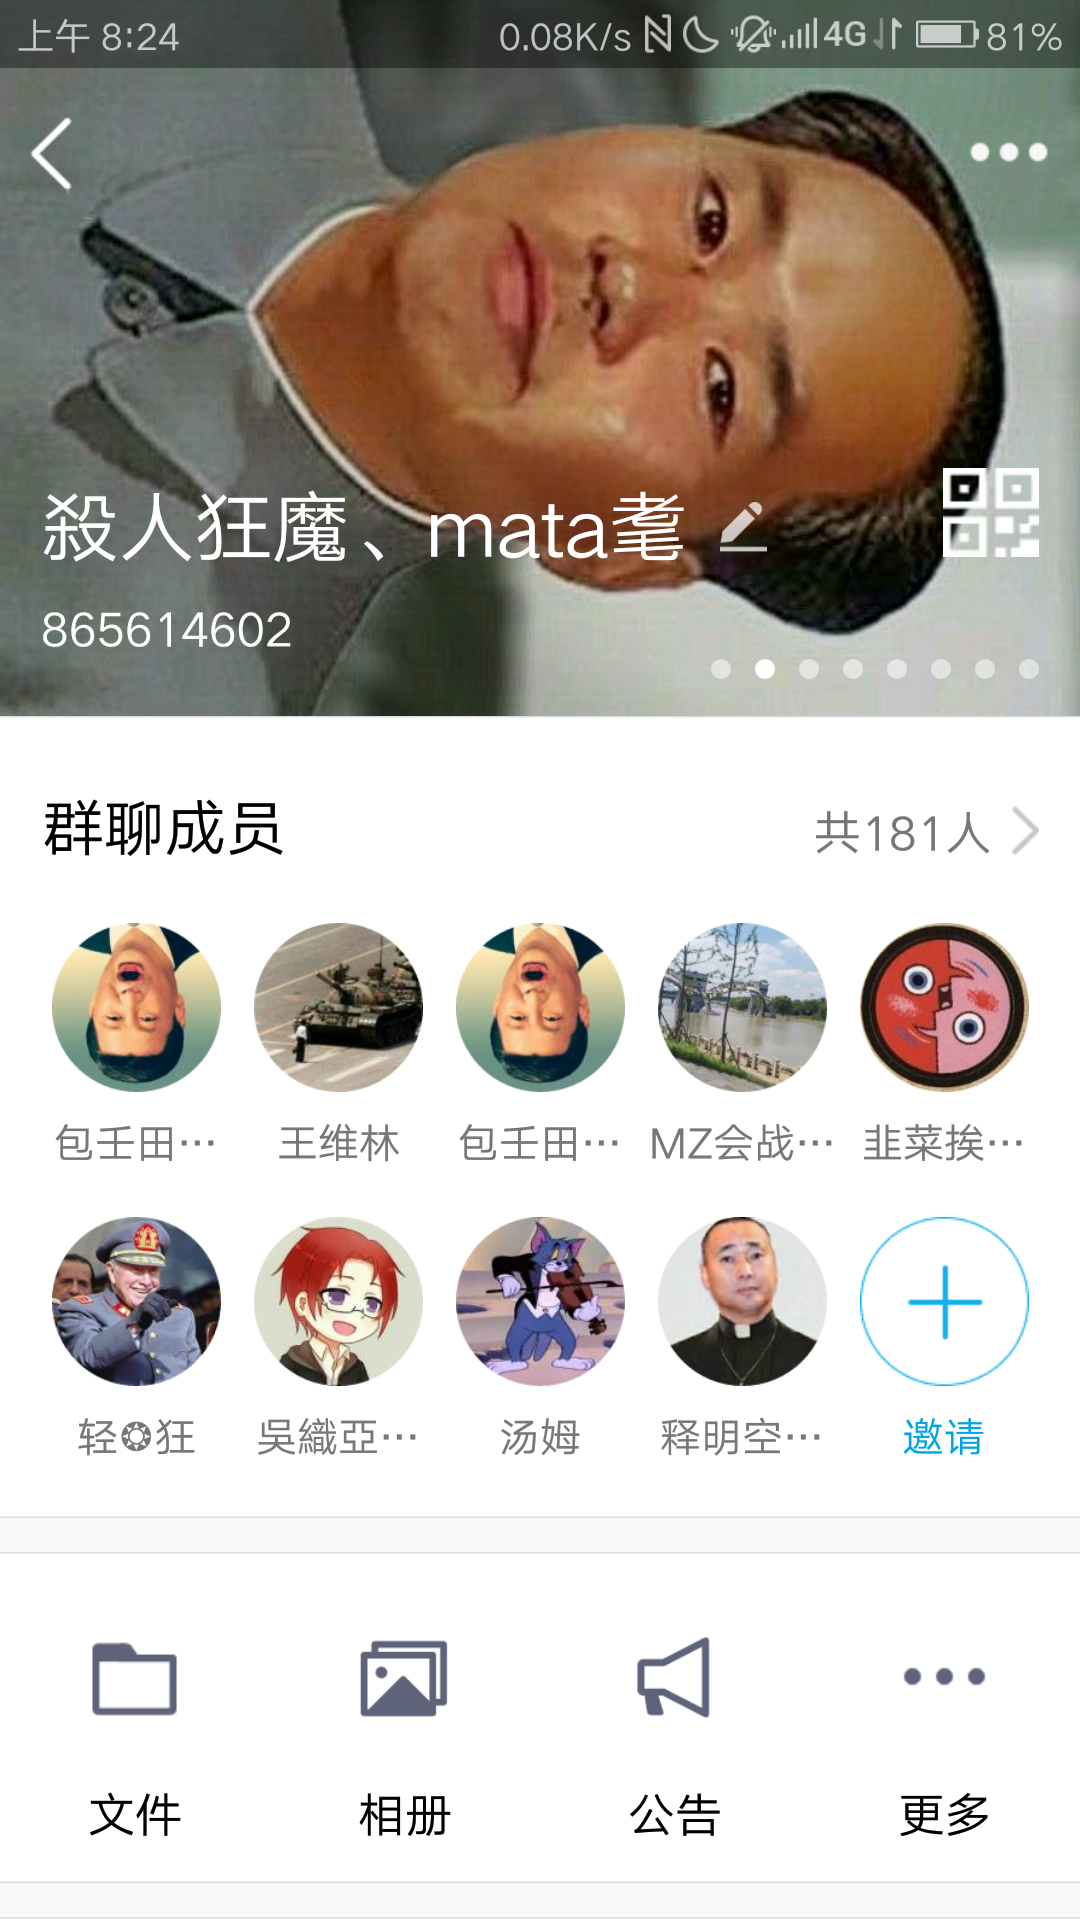 上午 8:24 0.08K/s 4G 81%
殺人狂魔、mata耄
865614602
群聊成员 共181人
包壬田… 王维林 包壬田… MZ会战… 韭菜挨…
轻❂狂 吳織亞… 汤姆 释明空… 邀请
文件 相册 公告 更多